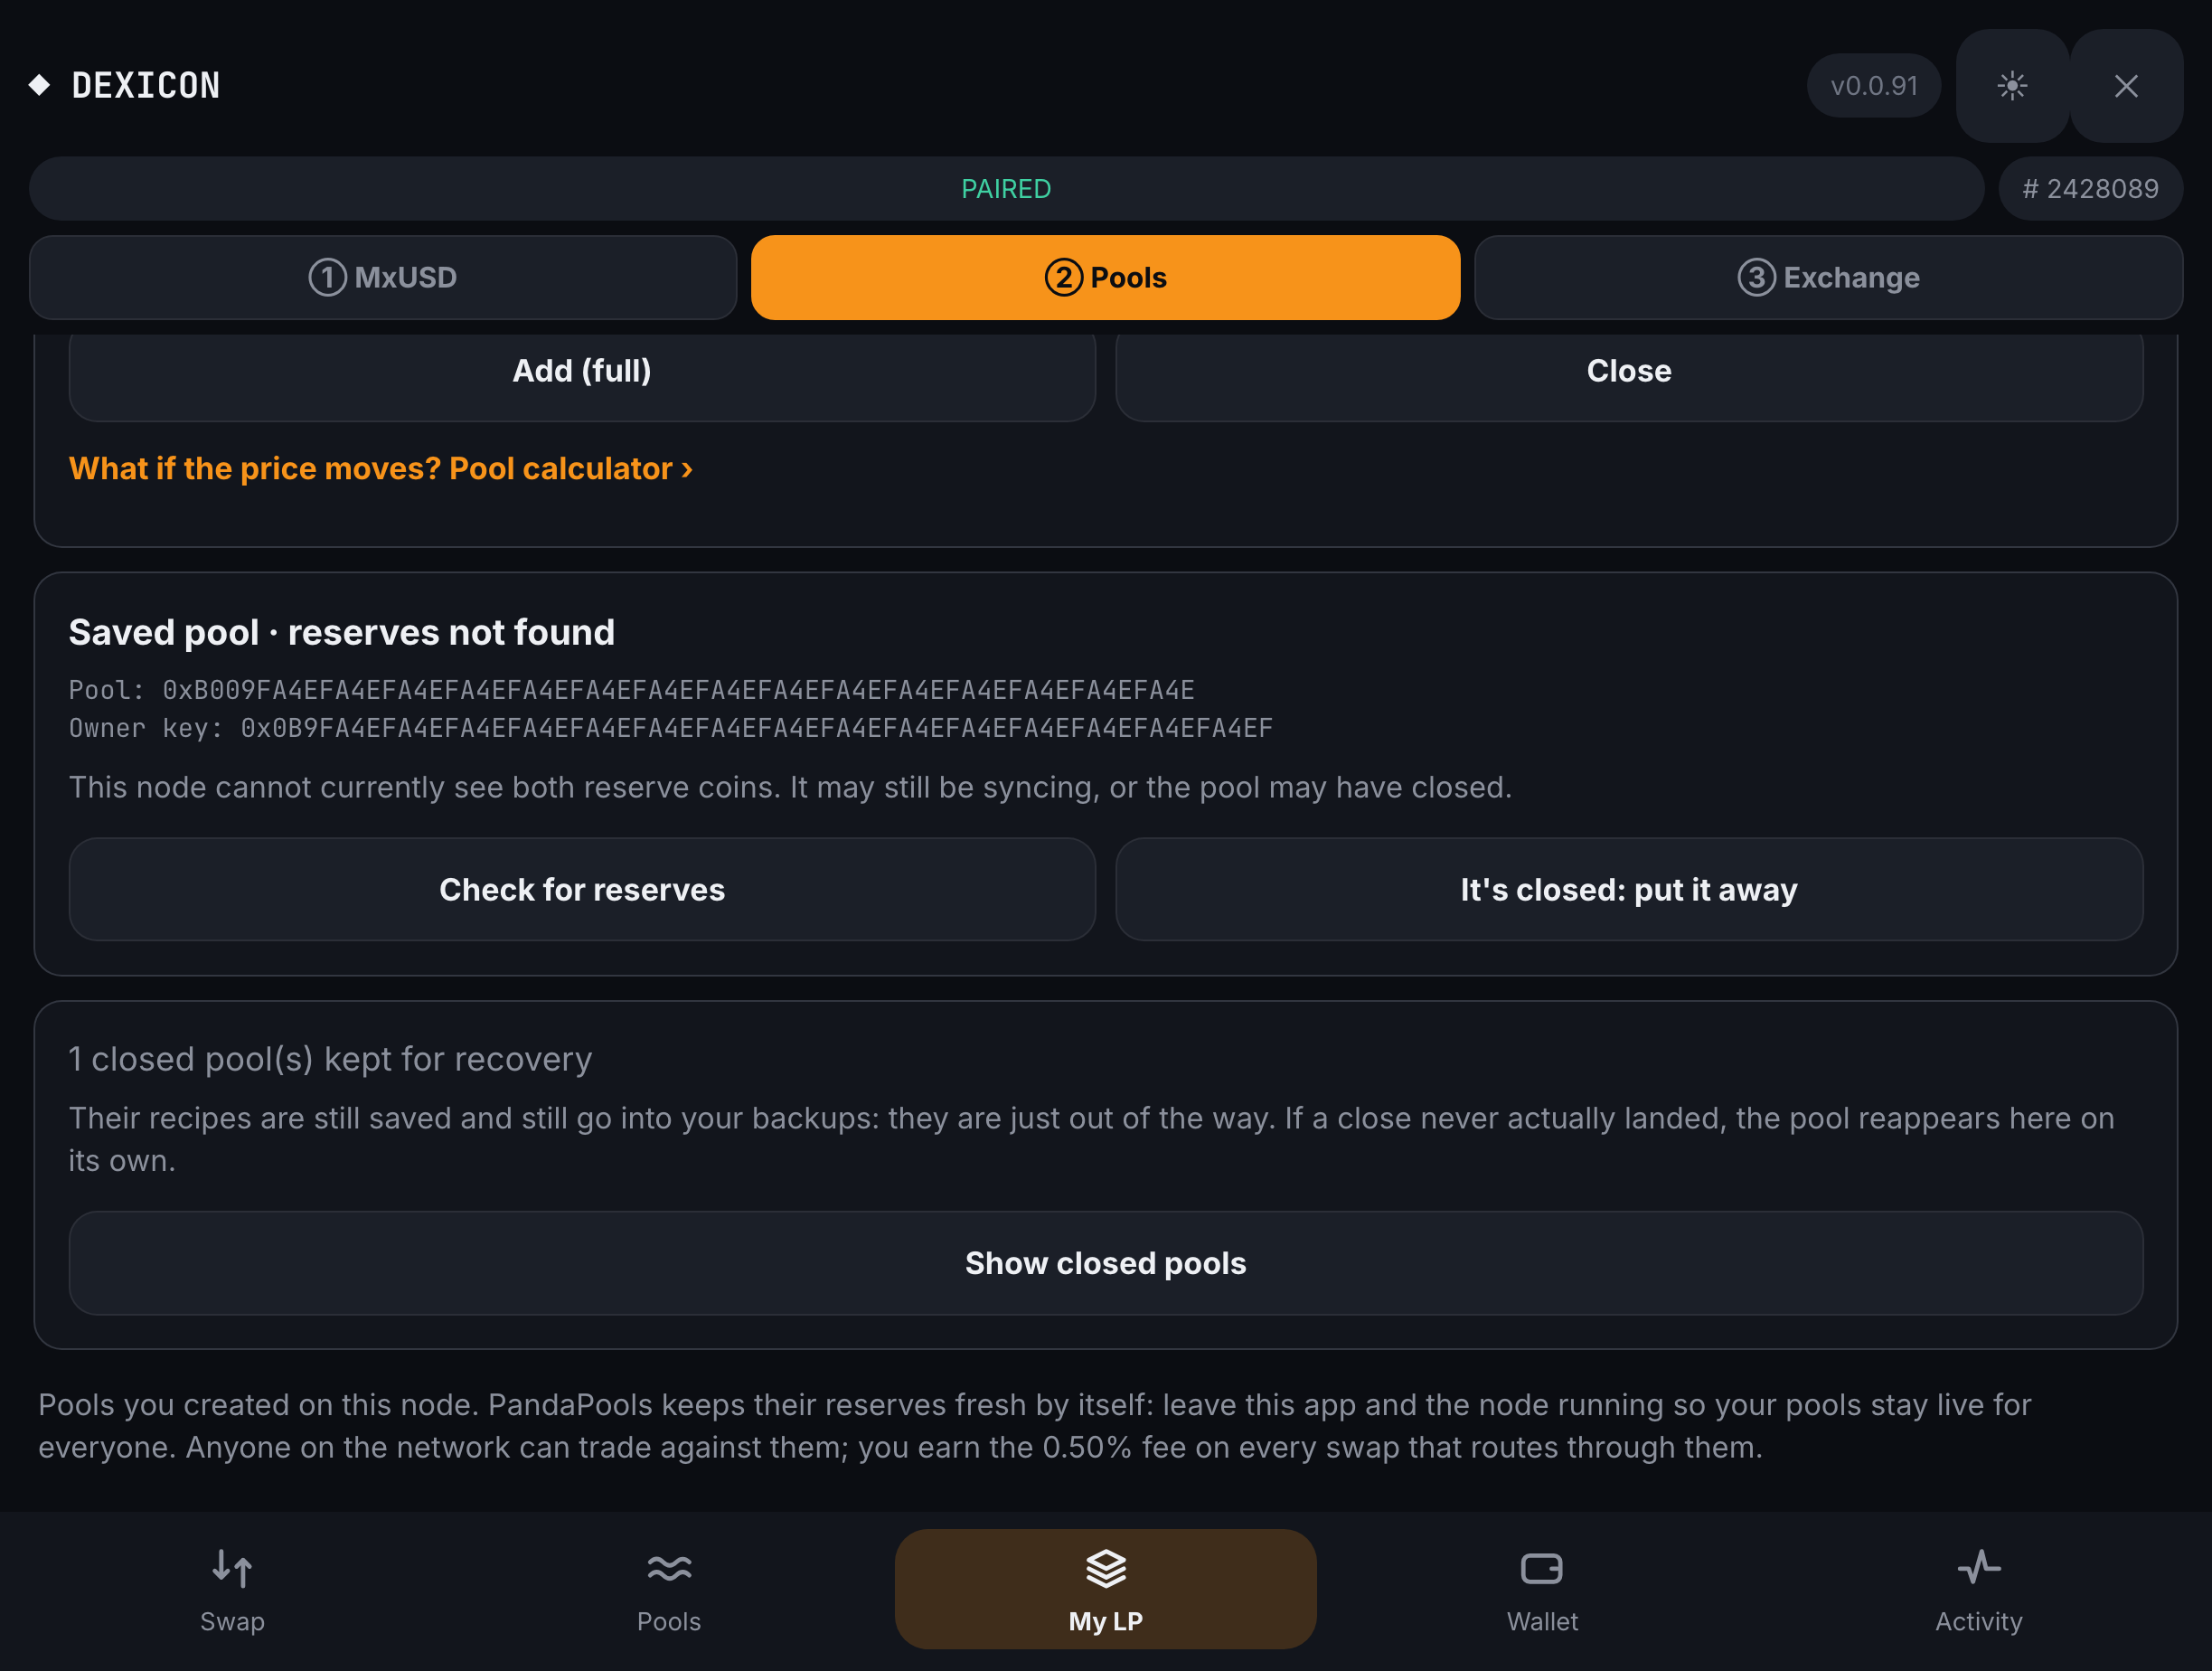 DEXICON
v0.0.91
PAIRED
# 2428089
① MxUSD
② Pools
③ Exchange
Add (full)
Close
What if the price moves? Pool calculator ›
Saved pool · reserves not found
Pool: 0xB009FA4EFA4EFA4EFA4EFA4EFA4EFA4EFA4EFA4EFA4EFA4EFA4EFA4EFA4EFA4EFA4E
Owner key: 0x0B9FA4EFA4EFA4EFA4EFA4EFA4EFA4EFA4EFA4EFA4EFA4EFA4EFA4EFA4EFA4EFA4EF
This node cannot currently see both reserve coins. It may still be syncing, or the pool may have closed.
Check for reserves
It's closed: put it away
1 closed pool(s) kept for recovery
Their recipes are still saved and still go into your backups: they are just out of the way. If a close never actually landed, the pool reappears here on
its own.
Show closed pools
Pools you created on this node. PandaPools keeps their reserves fresh by itself: leave this app and the node running so your pools stay live for
everyone. Anyone on the network can trade against them; you earn the 0.50% fee on every swap that routes through them.
Swap
Pools
My LP
Wallet
Activity